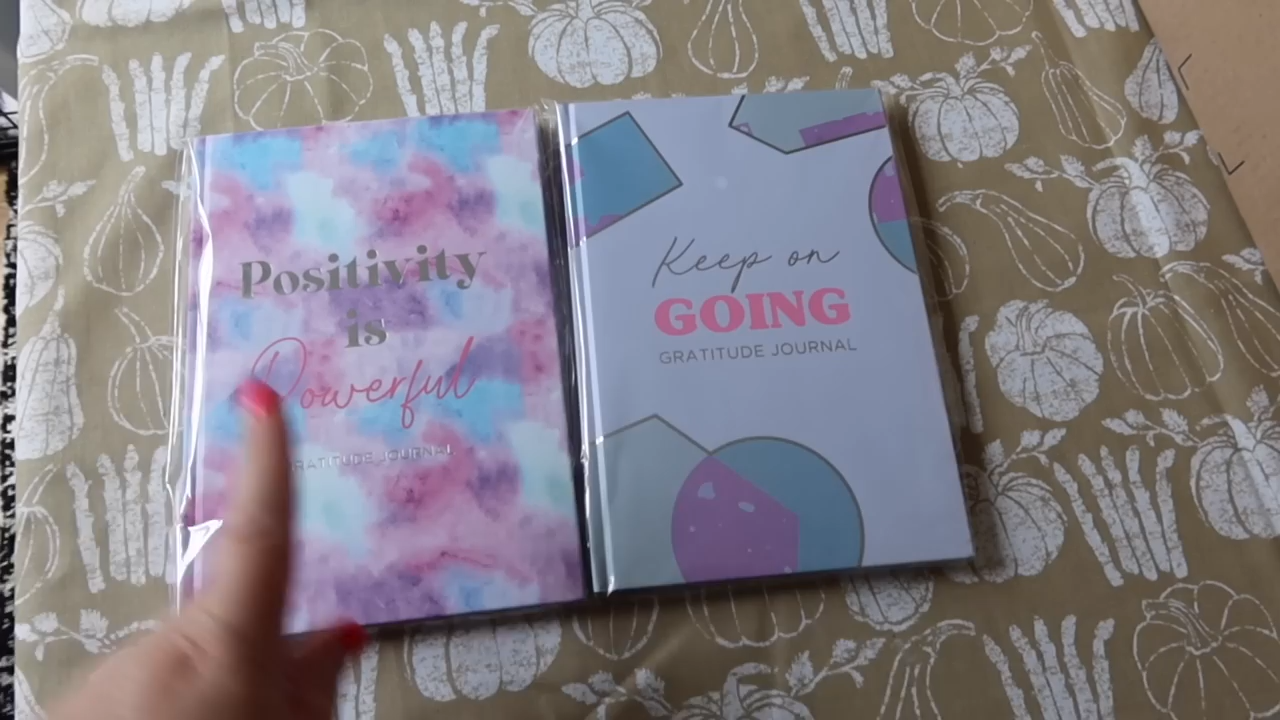 Positivity
is
Powerful
GRATITUDE JOURNAL
Keep on
GOING
GRATITUDE JOURNAL